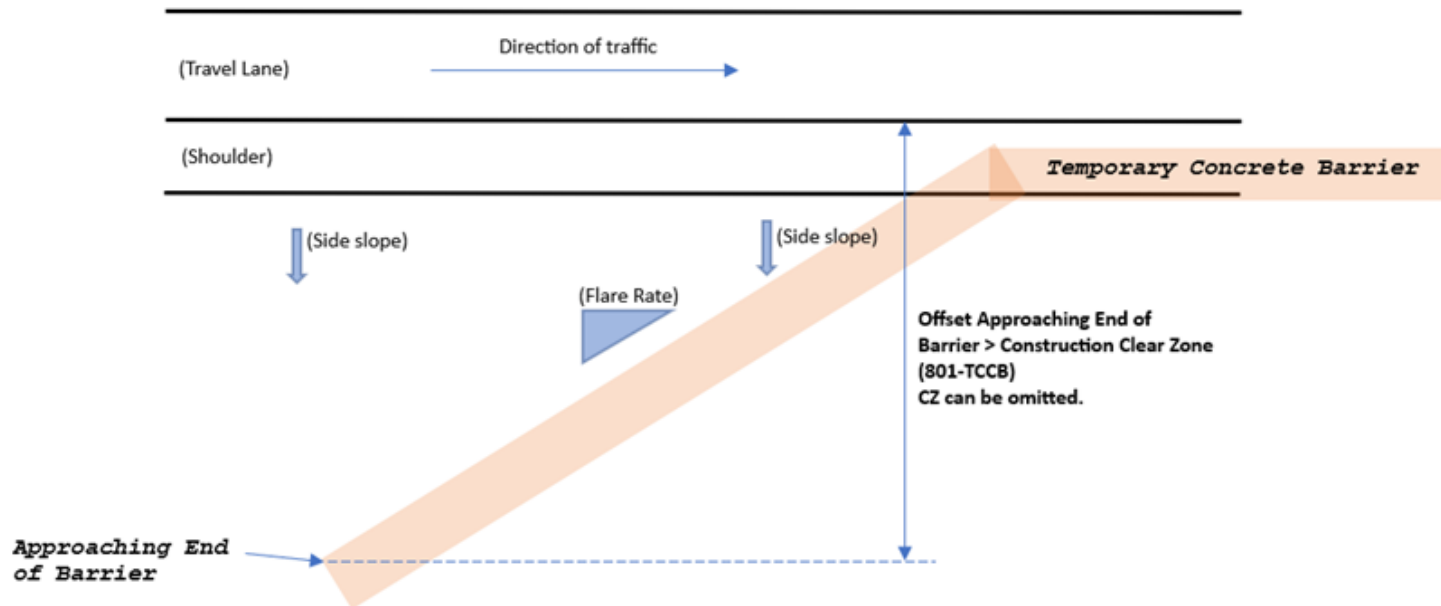 Direction of traffic
(Travel Lane)
(Shoulder)
Temporary Concrete Barrier
(Side slope)
(Side slope)
(Flare Rate)
Offset Approaching End of
Barrier > Construction Clear Zone
(801-TCCB)
CZ can be omitted.
Approaching End
of Barrier